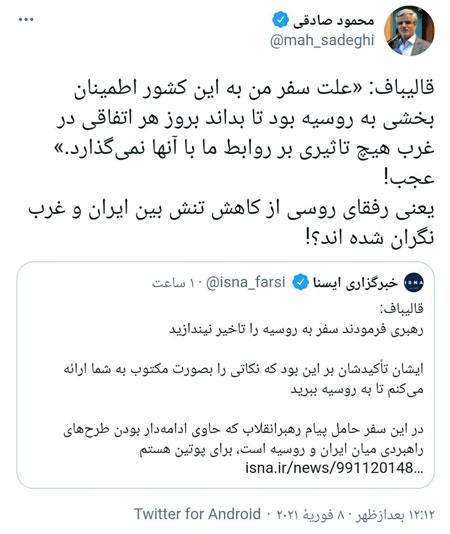 محمود صادقی
@mah_sadeghi
قالیباف: «علت سفر من به این کشور اطمینان
بخشی به روسیه بود تا بداند بروز هر اتفاقی در
غرب هیچ تاثیری بر روابط ما با آنها نمی‌گذارد.»
عجب!
یعنی رفقای روسی از کاهش تنش بین ایران و غرب
نگران شده اند؟!
خبرگزاری ایسنا @isna_farsi · ۱ ساعت
قالیباف:
رهبری فرمودند سفر به روسیه را تاخیر نیندازید
ایشان تأکیدشان بر این بود که نکاتی را بصورت مکتوب به شما ارائه
می‌کنم تا به روسیه ببرید
در این سفر حامل پیام رهبرانقلاب که حاوی ادامه‌دار بودن طرح‌های
راهبردی میان ایران و روسیه است، برای پوتین هستم
isna.ir/news/991120148…
۱۲:۱۲ بعدازظهر · ۸ فوریهٔ ۲۰۲۱ · Twitter for Android